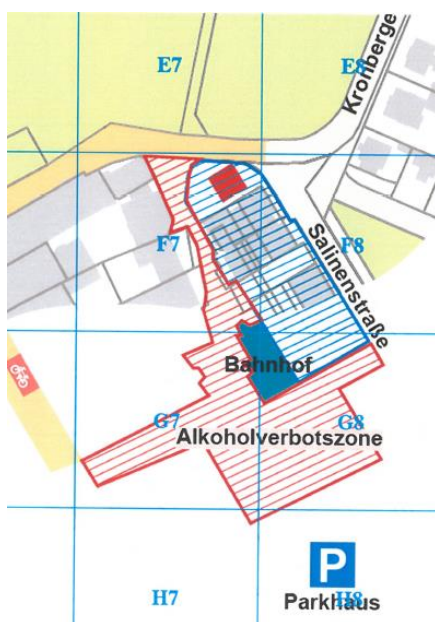 E7
E8
Kronberge
F7
F8
Salinenstraße
Bahnhof
G7
G8
Alkoholverbotszone
P
Parkhaus
H7
H8